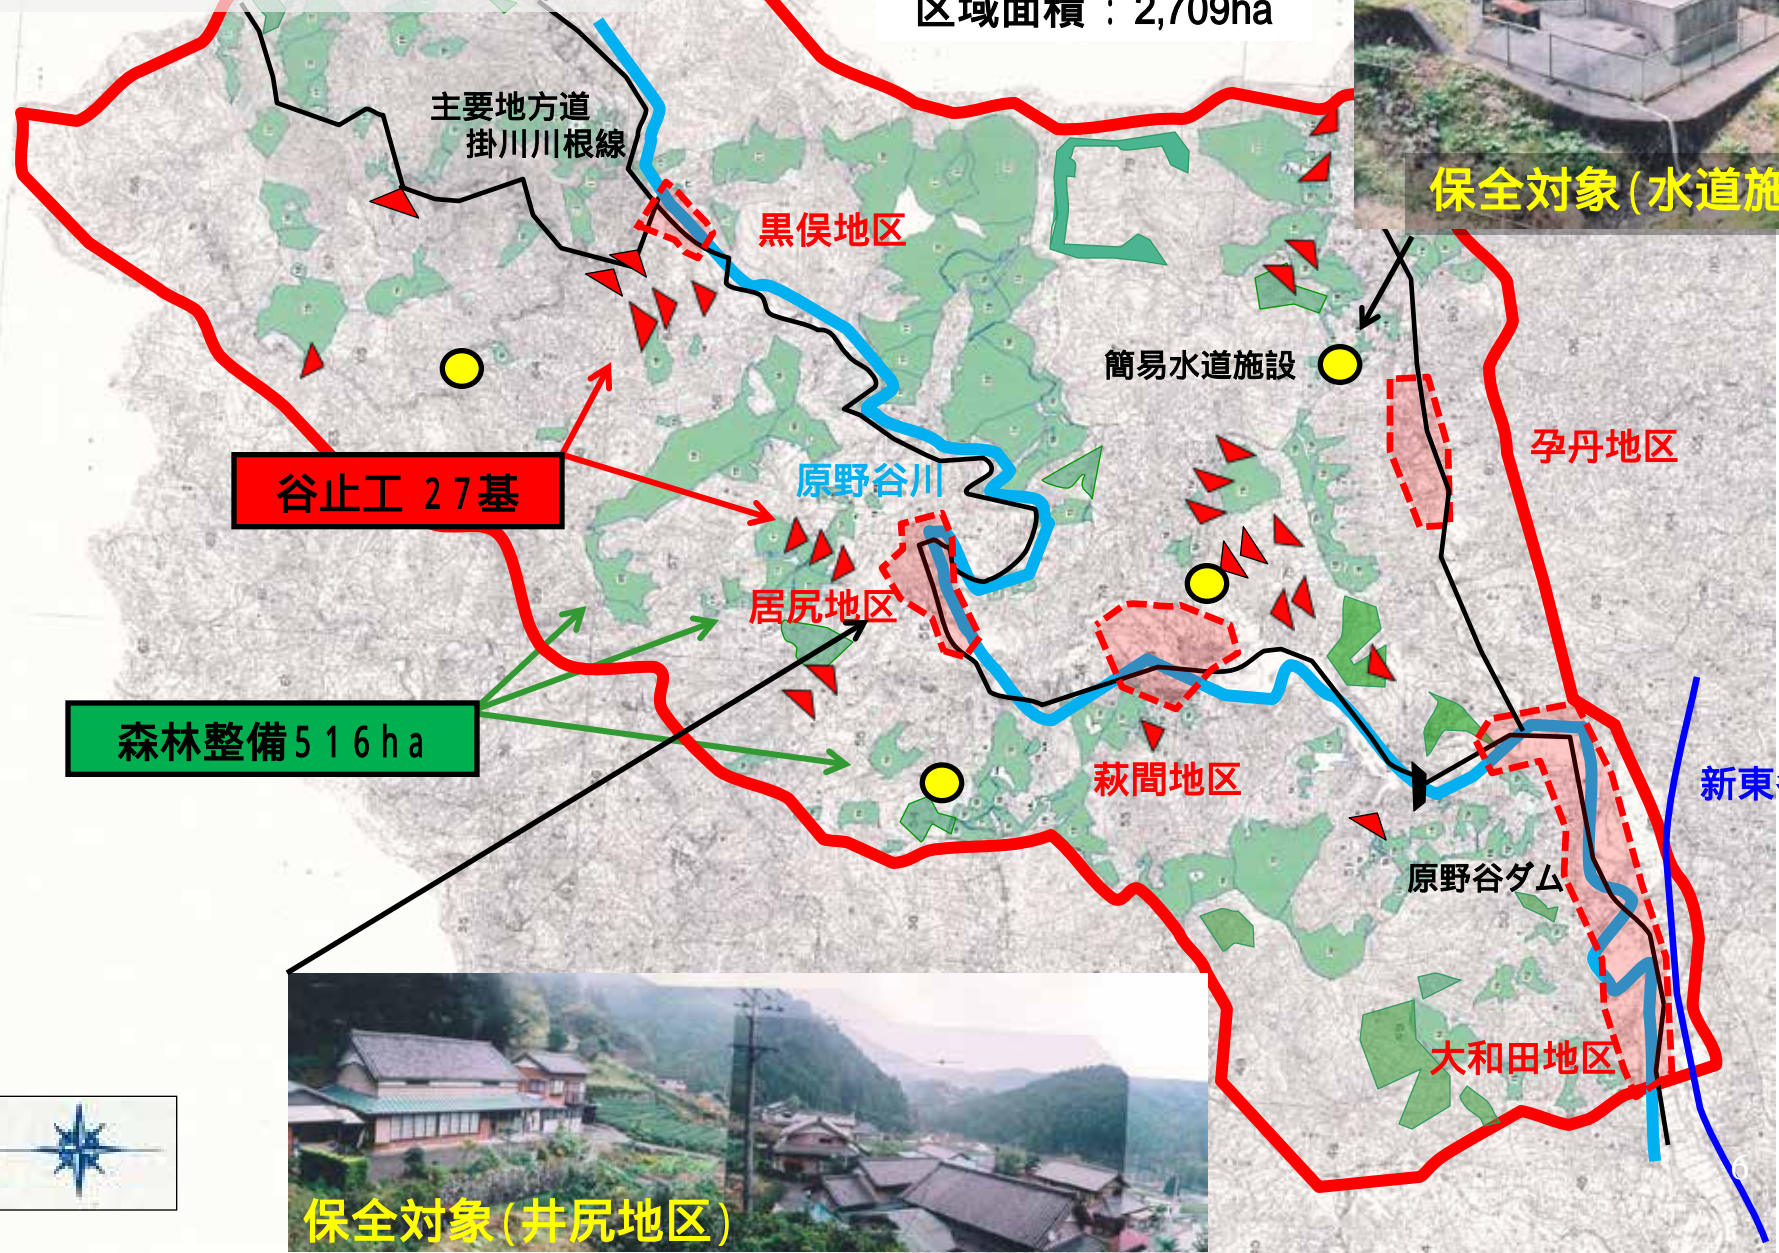 区域面積：2,709ha
主要地方道
掛川川根線
保全対象(水道施
黒俣地区
簡易水道施設
孕丹地区
谷止工 27基
原野谷川
居尻地区
森林整備516ha
萩間地区
新東
原野谷ダム
大和田地区
保全対象(井尻地区)
6